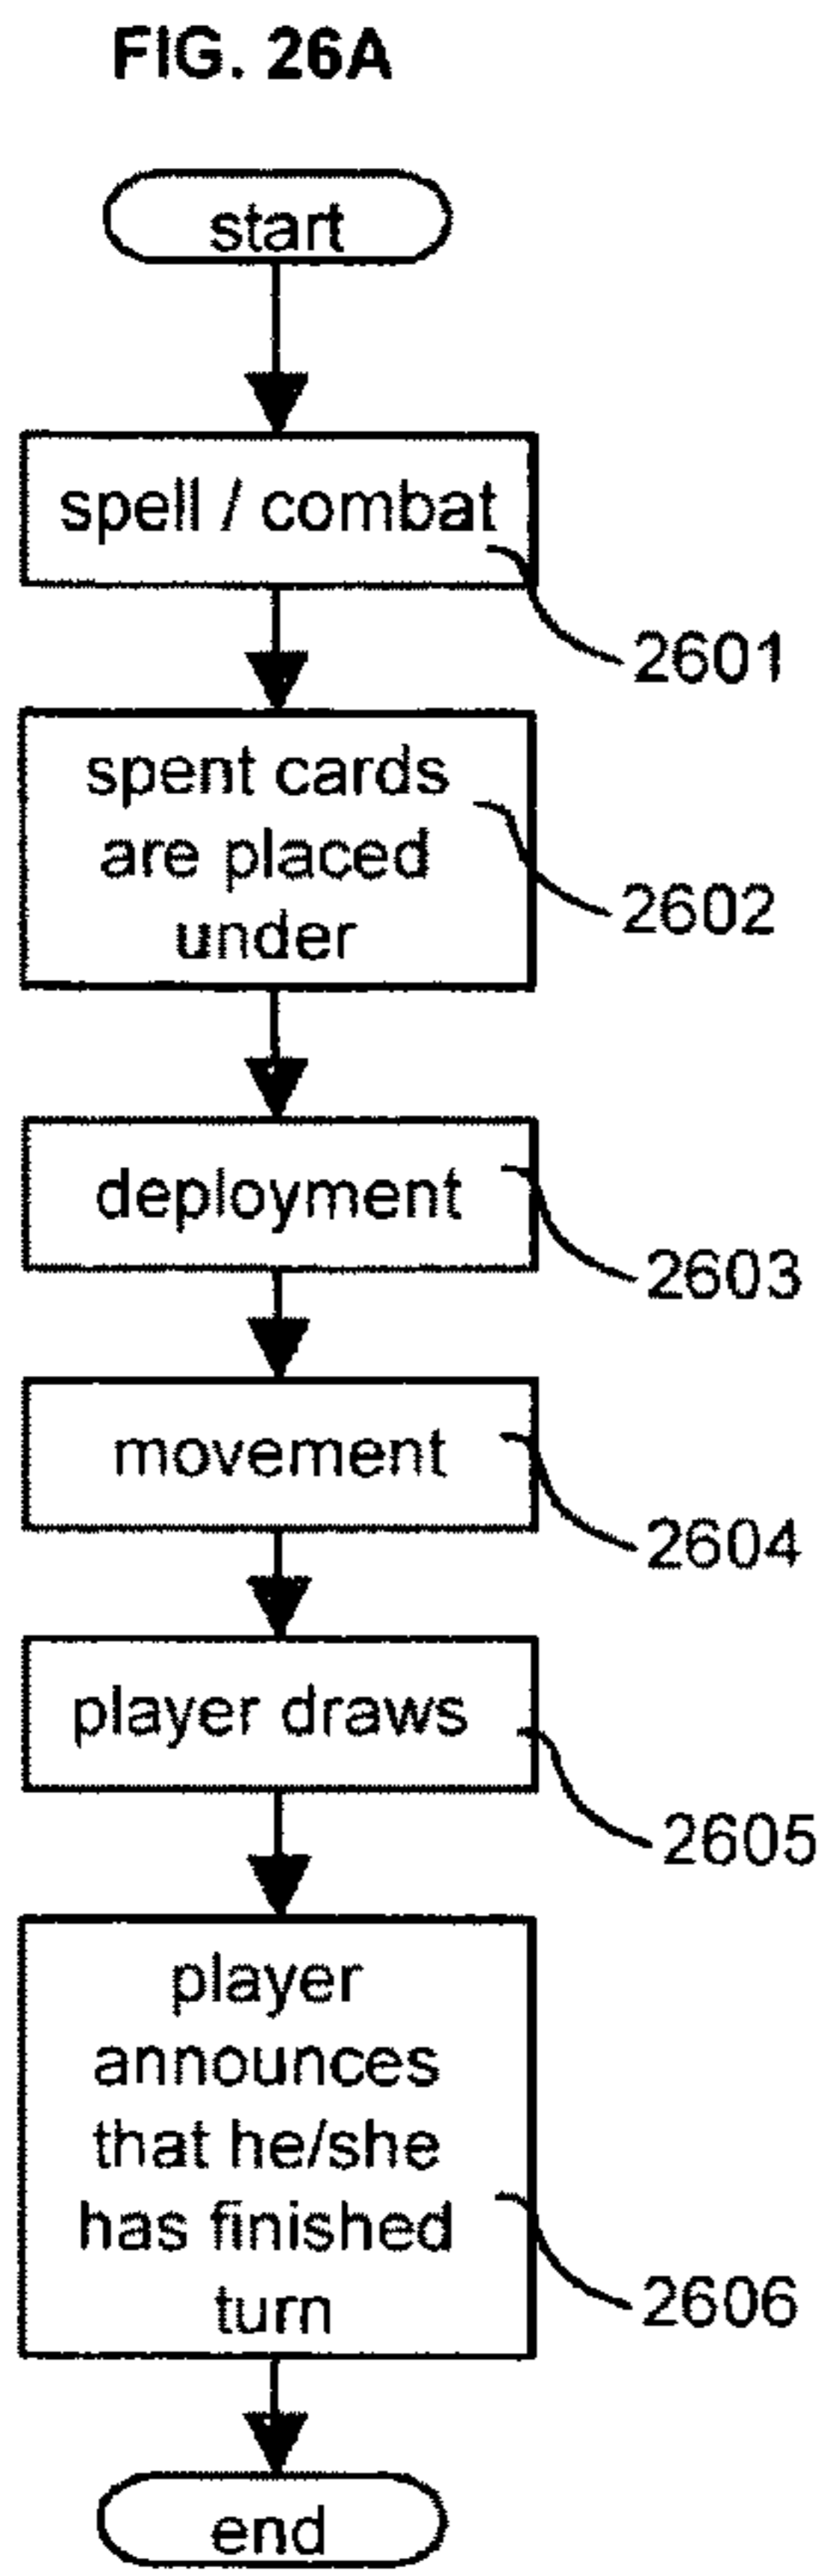 FIG. 26A
start
spell / combat
2601
spent cards
are placed
under
2602
deployment
2603
movement
2604
player draws
2605
player
announces
that he/she
has finished
turn
2606
end